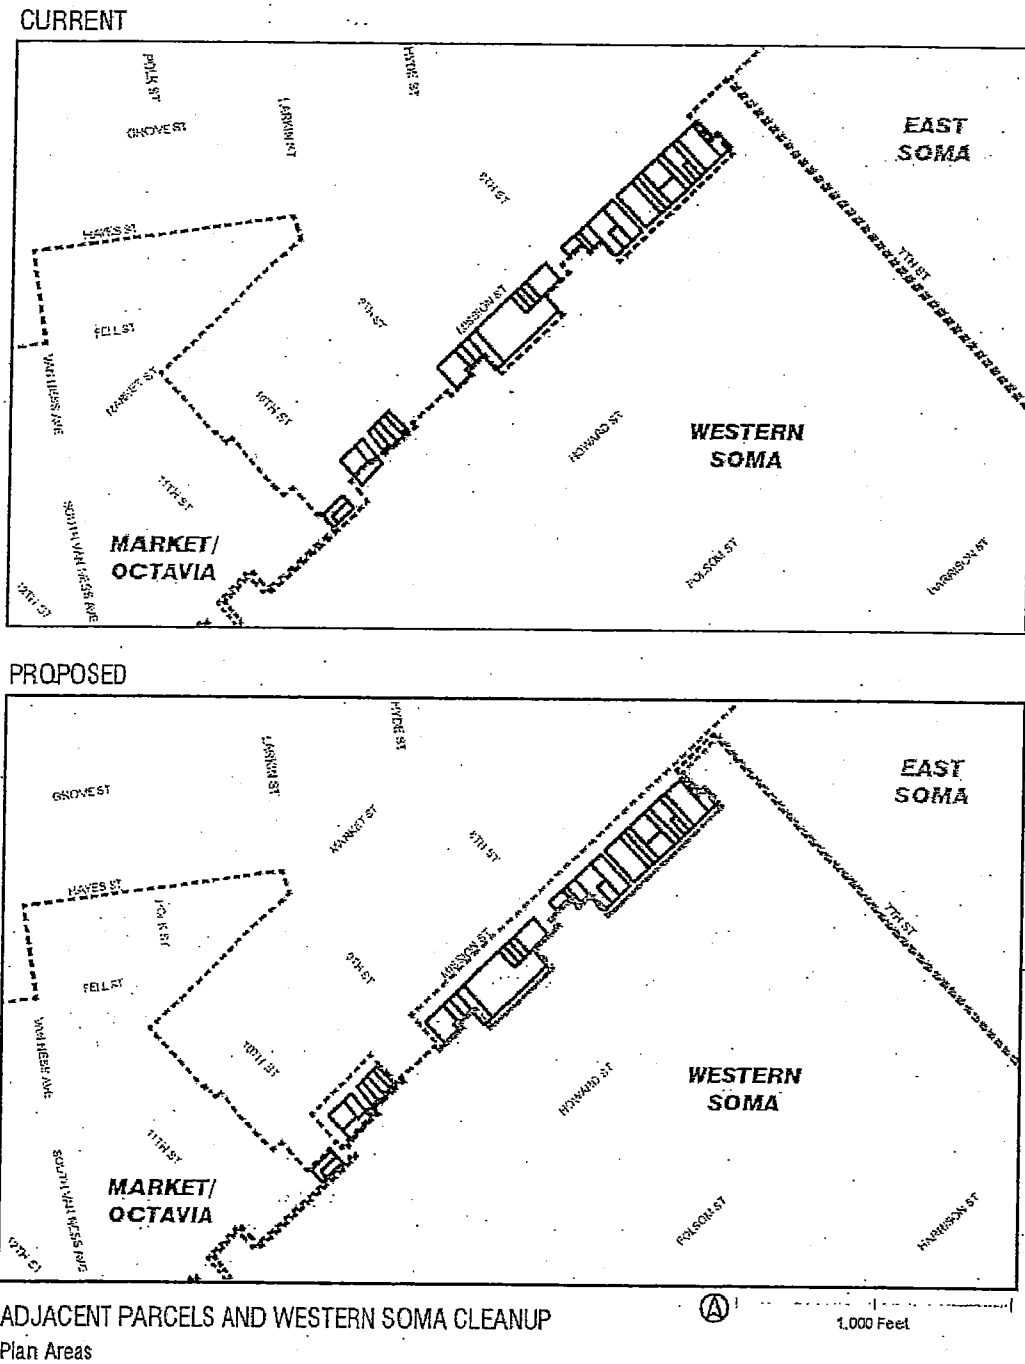 CURRENT
POLK ST
HYDE ST
LARKIN ST
GROVE ST
EAST
SOMA
8TH ST
HAYES ST
7TH ST
MISSION ST
9TH ST
FELL ST
VAN NESS AVE
MARKET ST
10TH ST
HOWARD ST
WESTERN
SOMA
11TH ST
SOUTH VAN NESS AVE
MARKET/
OCTAVIA
FOLSOM ST
HARRISON ST
12TH ST
PROPOSED
HYDE ST
LARKIN ST
EAST
SOMA
GROVE ST
MARKET ST
8TH ST
HAYES ST
POLK ST
7TH ST
MISSION ST
9TH ST
FELL ST
VAN NESS AVE
10TH ST
HOWARD ST
WESTERN
SOMA
11TH ST
SOUTH VAN NESS AVE
MARKET/
OCTAVIA
FOLSOM ST
HARRISON ST
12TH ST
ADJACENT PARCELS AND WESTERN SOMA CLEANUP
1,000 Feet
Plan Areas